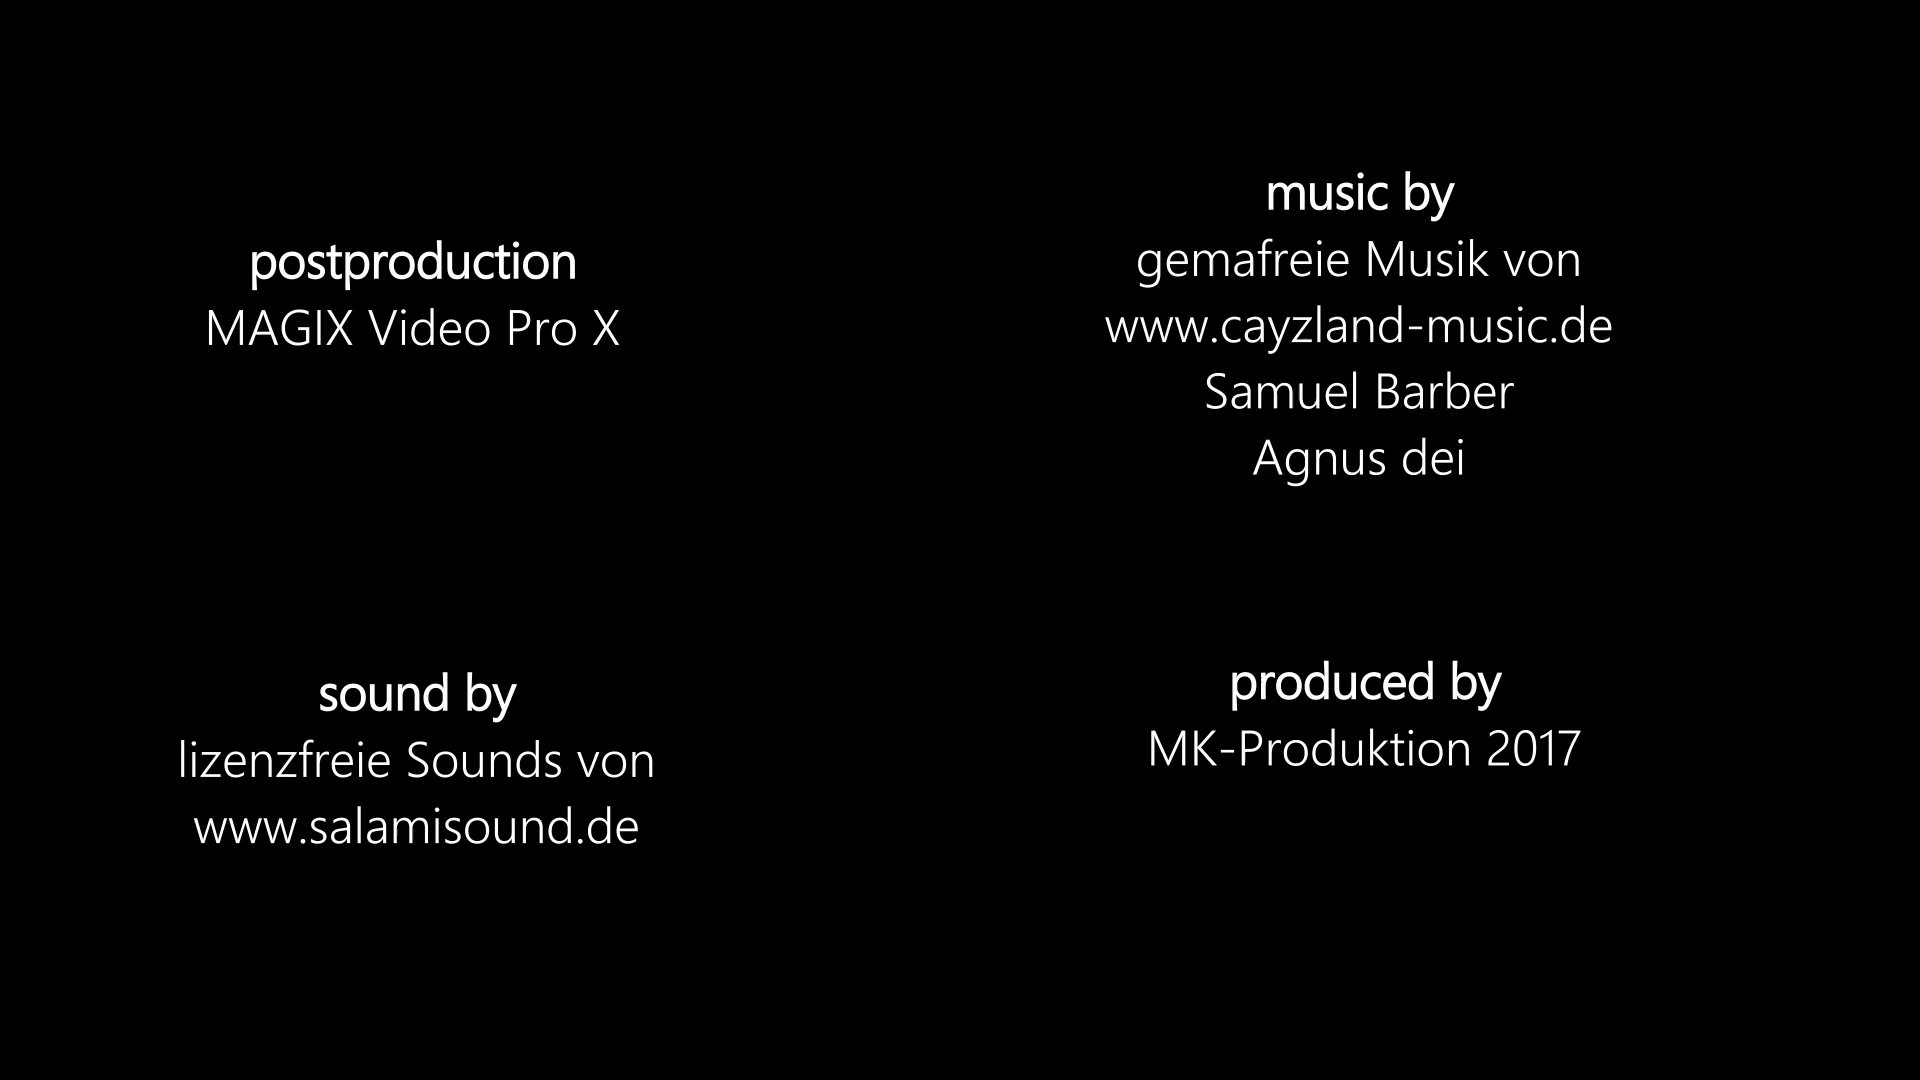 postproduction
MAGIX Video Pro X
music by
gemafreie Musik von
www.cayzland-music.de
Samuel Barber
Agnus dei
sound by
lizenzfreie Sounds von
www.salamisound.de
produced by
MK-Produktion 2017